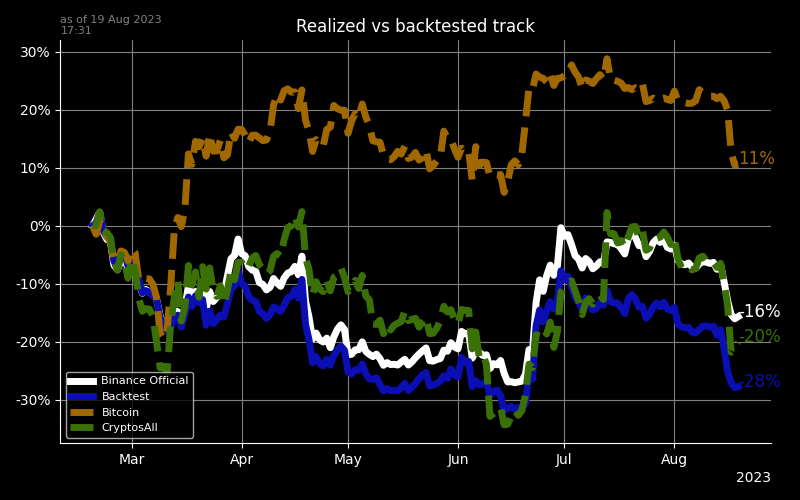 as of 19 Aug 2023
17:31
Realized vs backtested track
30%
20%
10%
0%
-10%
-20%
-30%
11%
-16%
-20%
-28%
Binance Official
Backtest
Bitcoin
CryptosAll
Mar Apr May Jun Jul Aug
2023